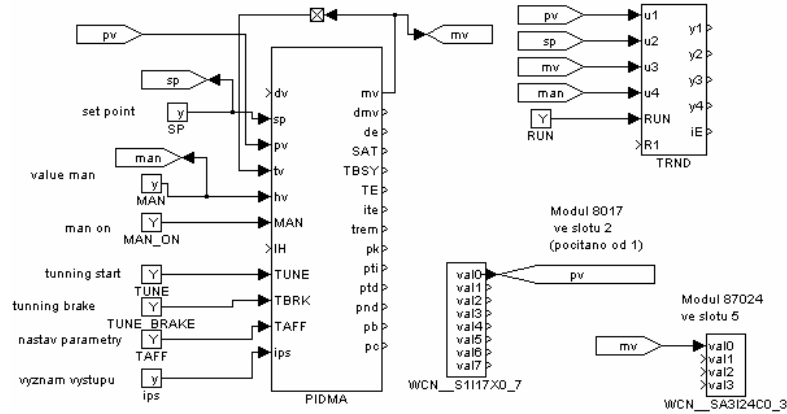 pv
mv
sp
set point
y
SP
man
value man
y
MAN
man on
Y
MAN_ON
tunning start
Y
TUNE
tunning brake
Y
TUNE_BRAKE
nastav parametry
Y
TAFF
vyznam vystupu
y
ips
dv
sp
pv
tv
hv
MAN
IH
TUNE
TBRK
TAFF
ips
mv
dmv
de
SAT
TBSY
TE
ite
trem
pk
pti
ptd
pnd
pb
pc
PIDMA
pv
sp
mv
man
Y
RUN
u1
u2
u3
u4
RUN
R1
y1
y2
y3
y4
iE
TRND
Modul 8017
ve slotu 2
(pocitano od 1)
val0
val1
val2
val3
val4
val5
val6
val7
pv
WCN__S1I17X0_7
Modul 87024
ve slotu 5
mv
val0
val1
val2
val3
WCN__SA3I24C0_3